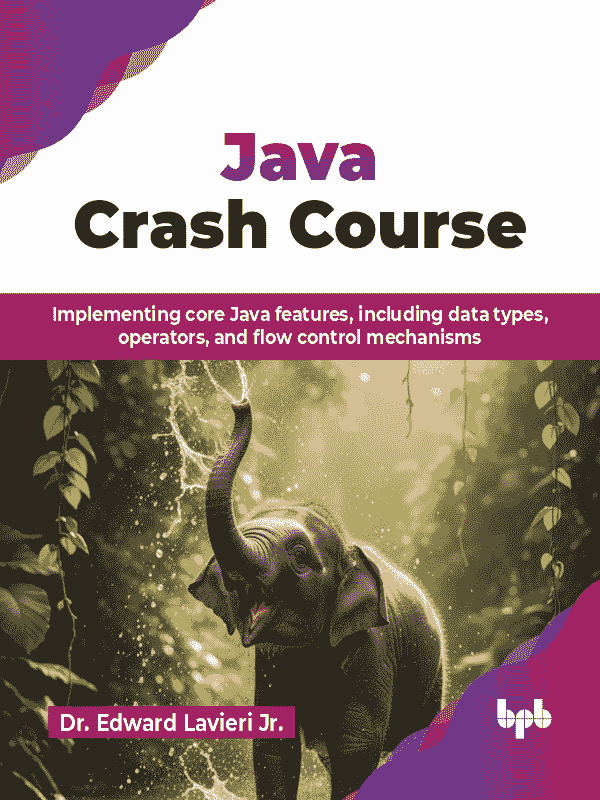 Java
Crash Course
Implementing core Java features, including data types,
operators, and flow control mechanisms
Dr. Edward Lavieri Jr.
bpb